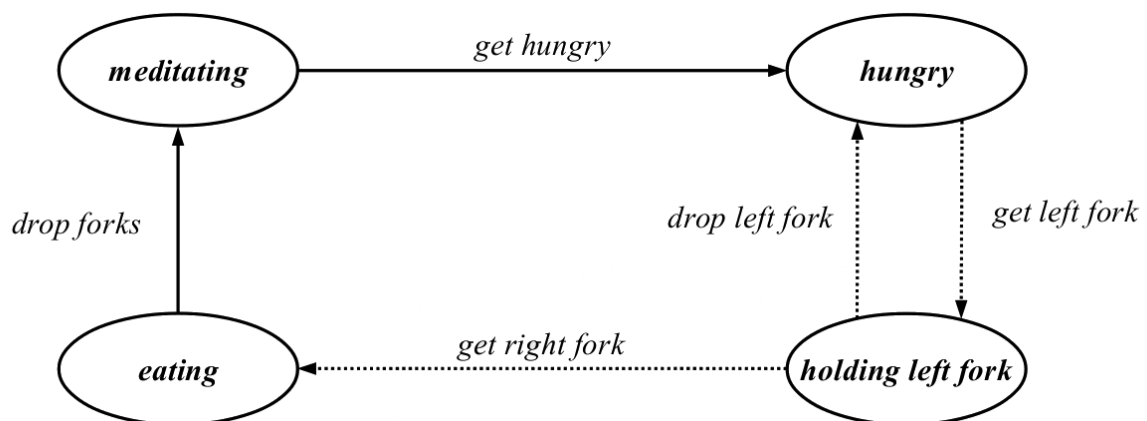 get hungry
meditating
hungry
drop forks
drop left fork
get left fork
get right fork
eating
holding left fork